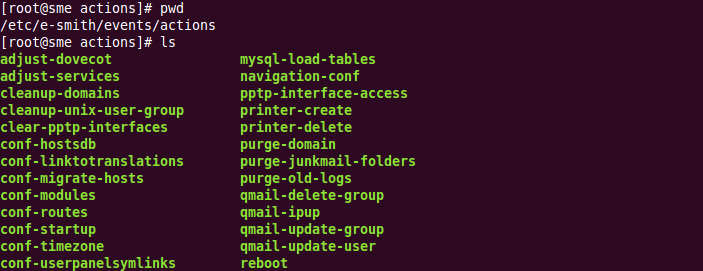 [root@sme actions]# pwd
/etc/e-smith/events/actions
[root@sme actions]# ls
adjust-dovecot mysql-load-tables
adjust-services navigation-conf
cleanup-domains pptp-interface-access
cleanup-unix-user-group printer-create
clear-pptp-interfaces printer-delete
conf-hostsdb purge-domain
conf-linktotranslations purge-junkmail-folders
conf-migrate-hosts purge-old-logs
conf-modules qmail-delete-group
conf-routes qmail-ipup
conf-startup qmail-update-group
conf-timezone qmail-update-user
conf-userpanelsymlinks reboot